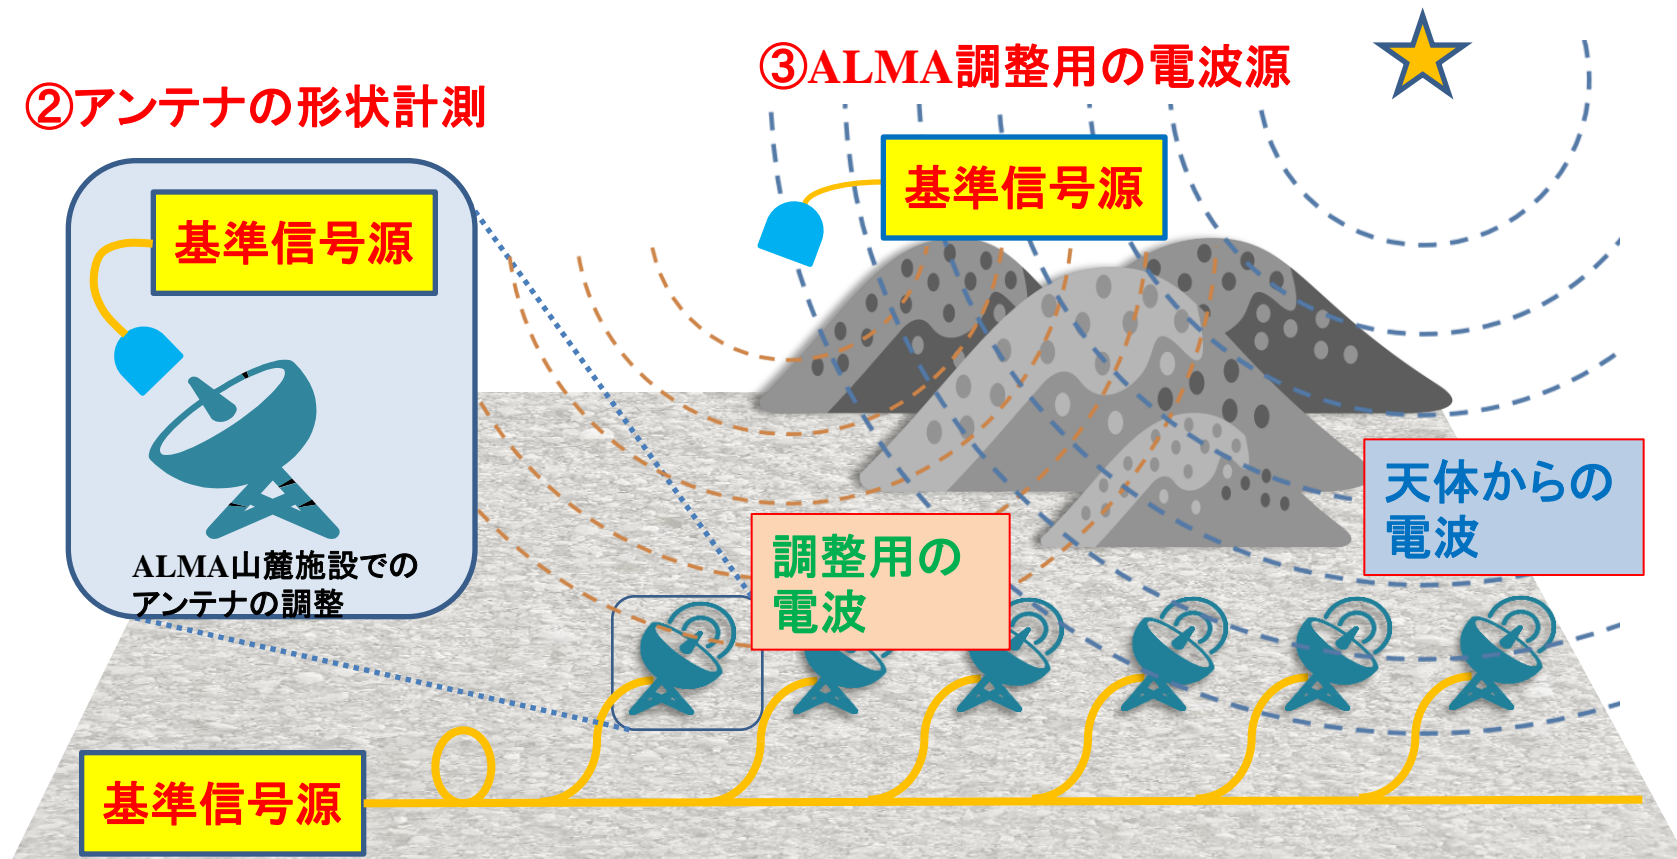 ②アンテナの形状計測
③ALMA調整用の電波源
基準信号源
基準信号源
ALMA山麓施設での
アンテナの調整
天体からの
電波
調整用の
電波
基準信号源